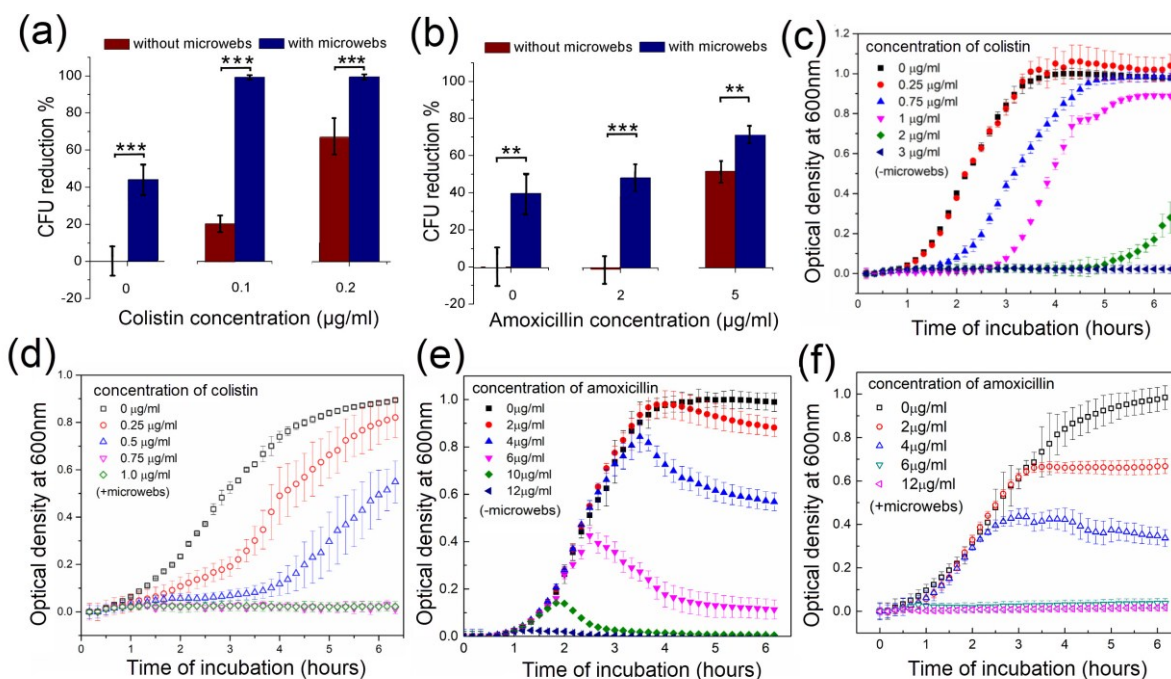 (a)
without microwebs with microwebs
CFU reduction %
100
80
60
40
20
0
-20
*** *** ***
0 0.1 0.2
Colistin concentration (µg/ml)
(b)
without microwebs with microwebs
CFU reduction %
100
80
60
40
20
0
-20
** *** **
0 2 5
Amoxicillin concentration (µg/ml)
(c)
concentration of colistin
0 µg/ml
0.25 µg/ml
0.75 µg/ml
1 µg/ml
2 µg/ml
3 µg/ml
(-microwebs)
Optical density at 600nm
1.2
1.0
0.8
0.6
0.4
0.2
0.0
0 1 2 3 4 5 6
Time of incubation (hours)
(d)
concentration of colistin
0 µg/ml
0.25 µg/ml
0.5 µg/ml
0.75 µg/ml
1.0 µg/ml
(+microwebs)
Optical density at 600nm
1.0
0.8
0.6
0.4
0.2
0.0
0 1 2 3 4 5 6
Time of incubation (hours)
(e)
concentration of amoxicillin
0µg/ml
2µg/ml
4µg/ml
6µg/ml
10µg/ml
12µg/ml
(-microwebs)
Optical density at 600nm
1.0
0.8
0.6
0.4
0.2
0.0
0 1 2 3 4 5 6
Time of incubation (hours)
(f)
concentration of amoxicillin
0µg/ml
2µg/ml
4µg/ml
6µg/ml
12µg/ml
(+microwebs)
Optical density at 600nm
1.0
0.8
0.6
0.4
0.2
0.0
0 1 2 3 4 5 6
Time of incubation (hours)